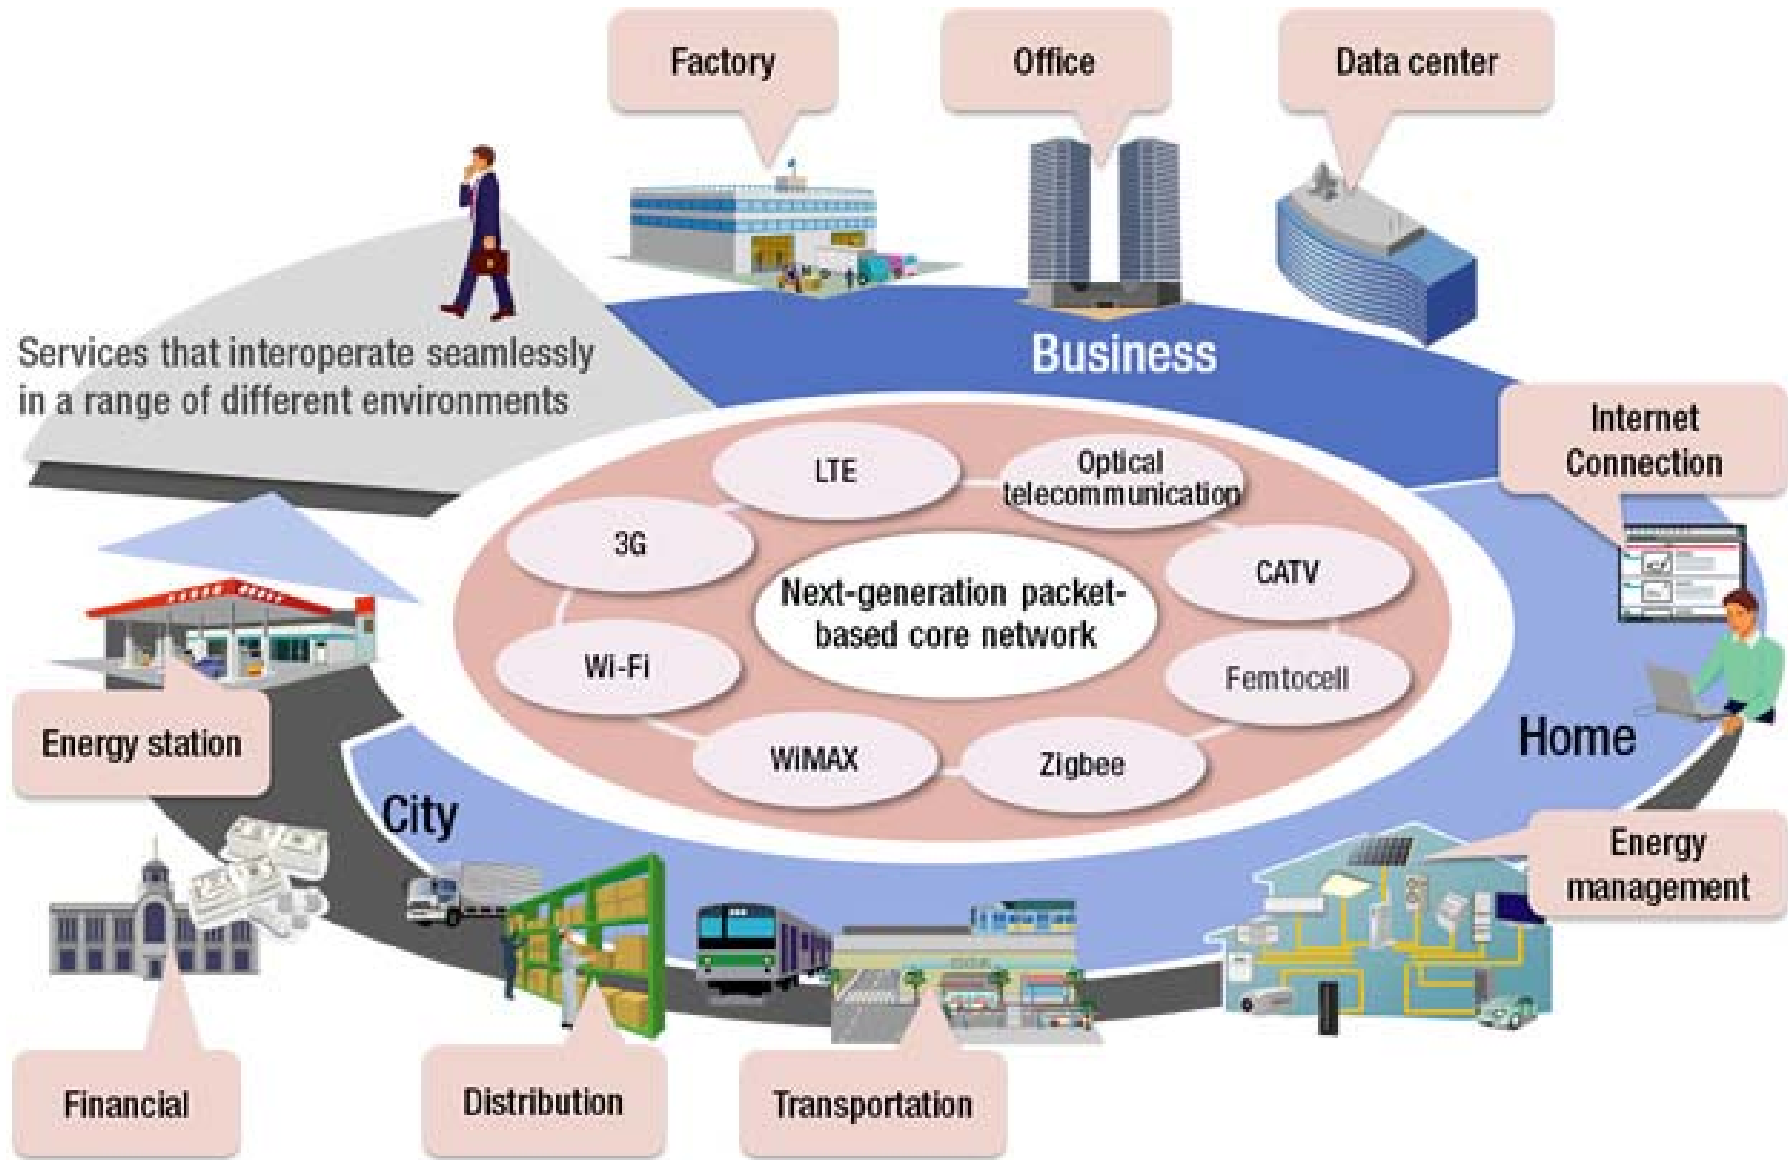 Factory
Office
Data center
Services that interoperate seamlessly
in a range of different environments
Business
Internet
Connection
LTE
Optical
telecommunication
3G
CATV
Next-generation packet-
based core network
Wi-Fi
Femtocell
WiMAX
Zigbee
Energy station
Home
City
Energy
management
Financial
Distribution
Transportation